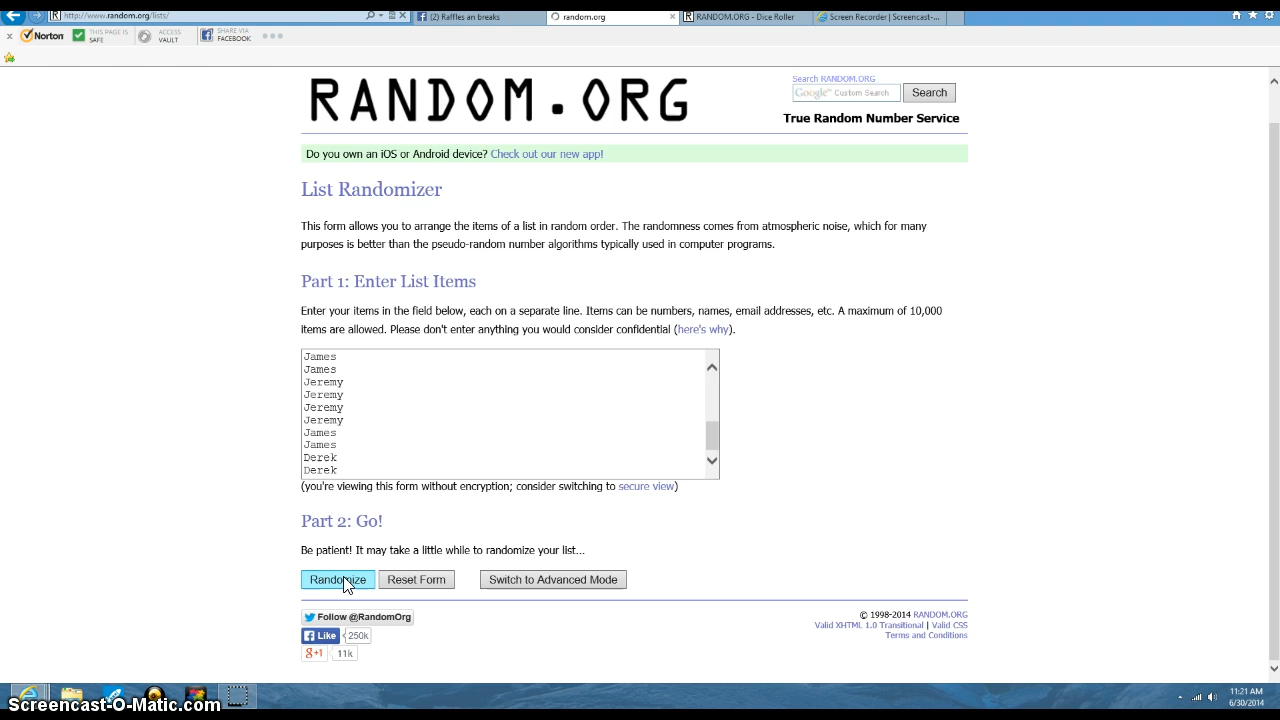 http://www.random.org/lists/
(2) Raffles an breaks
random.org
RANDOM.ORG - Dice Roller
Screen Recorder | Screencast-...
Norton
THIS PAGE IS SAFE
ACCESS VAULT
SHARE VIA FACEBOOK
RANDOM.ORG
Search RANDOM.ORG
Google Custom Search
Search
True Random Number Service
Do you own an iOS or Android device? Check out our new app!
List Randomizer
This form allows you to arrange the items of a list in random order. The randomness comes from atmospheric noise, which for many
purposes is better than the pseudo-random number algorithms typically used in computer programs.
Part 1: Enter List Items
Enter your items in the field below, each on a separate line. Items can be numbers, names, email addresses, etc. A maximum of 10,000
items are allowed. Please don't enter anything you would consider confidential (here's why).
James
James
Jeremy
Jeremy
Jeremy
Jeremy
James
James
Derek
Derek
(you're viewing this form without encryption; consider switching to secure view)
Part 2: Go!
Be patient! It may take a little while to randomize your list...
Randomize
Reset Form
Switch to Advanced Mode
Follow @RandomOrg
Like 250k
g+1 11k
© 1998-2014 RANDOM.ORG
Valid XHTML 1.0 Transitional | Valid CSS
Terms and Conditions
11:21 AM
6/30/2014
Screencast-O-Matic.com